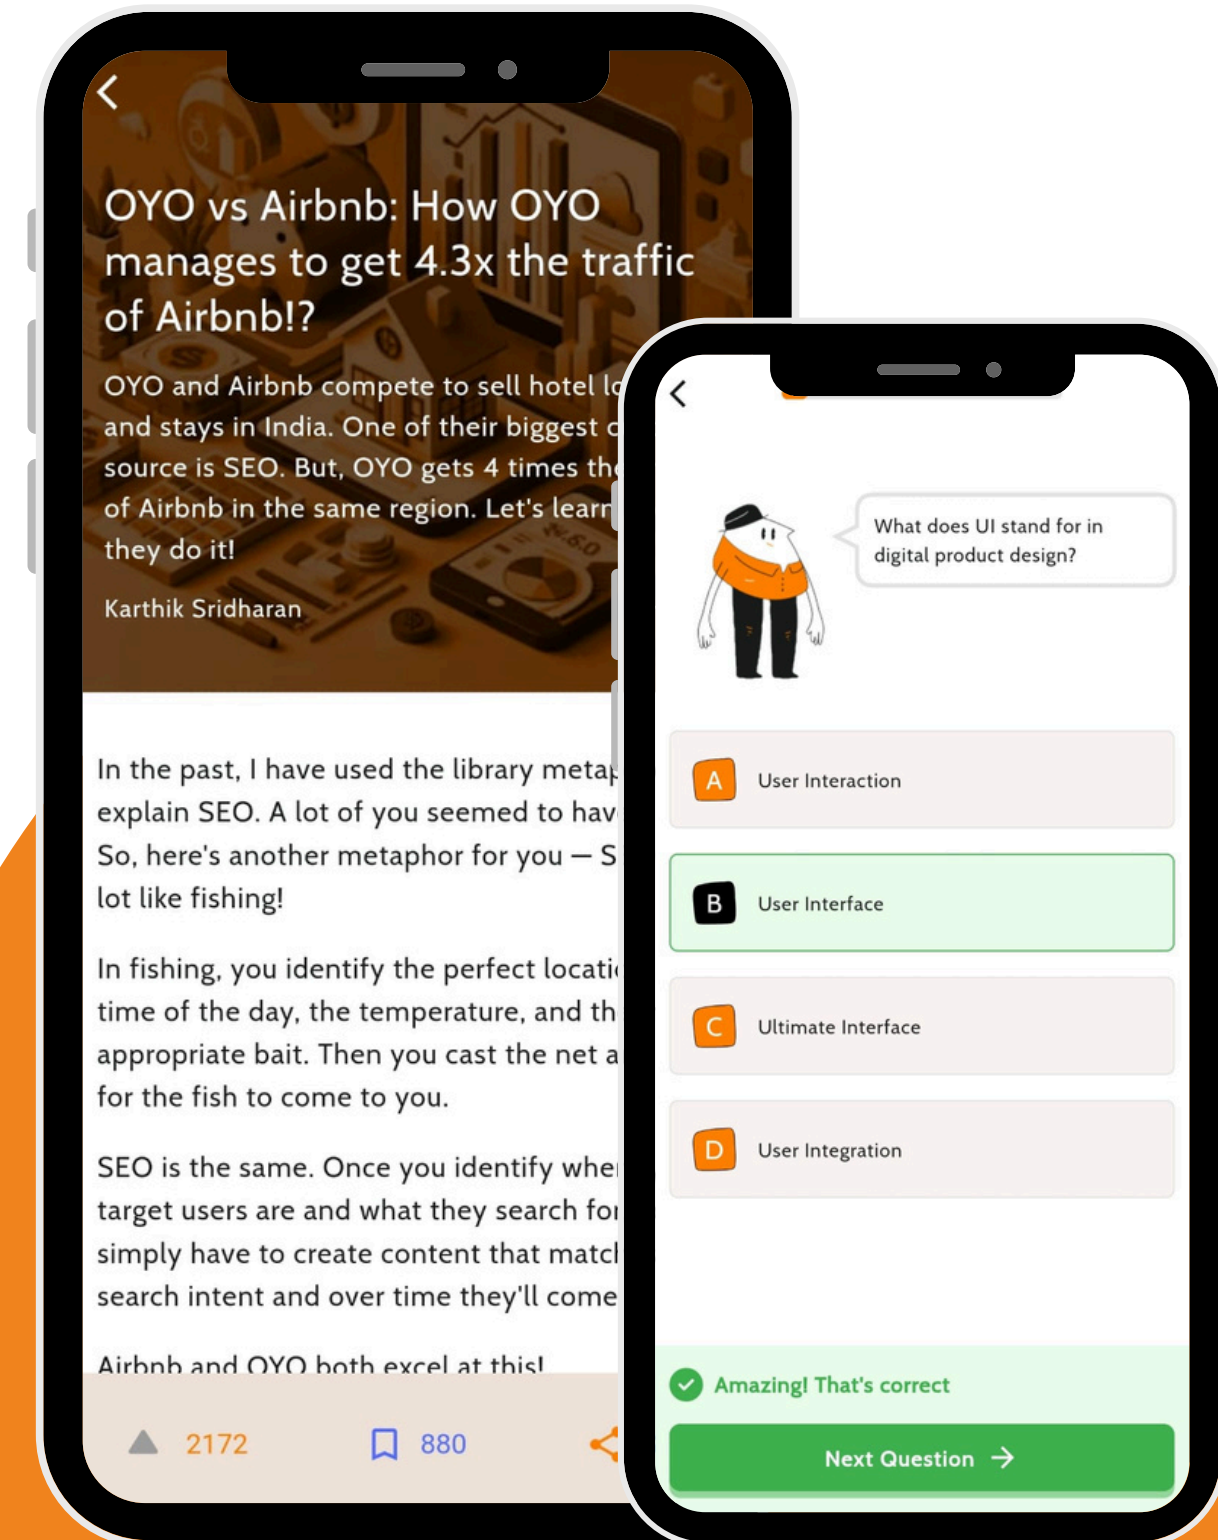 OYO vs Airbnb: How OYO
manages to get 4.3x the traffic
of Airbnb!?
OYO and Airbnb compete to sell hotel
and stays in India. One of their biggest
source is SEO. But, OYO gets 4 times
of Airbnb in the same region. Let's learn
they do it!
Karthik Sridharan
In the past, I have used the library
explain SEO. A lot of you seemed to
So, here's another metaphor for you —
lot like fishing!
In fishing, you identify the perfect
time of the day, the temperature, and
appropriate bait. Then you cast the net
for the fish to come to you.
SEO is the same. Once you identify
target users are and what they search
simply have to create content that
search intent and over time they'll come
Airbnb and OYO both excel at this!
2172
880
What does UI stand for in
digital product design?
A
User Interaction
B
User Interface
C
Ultimate Interface
D
User Integration
Amazing! That's correct
Next Question →